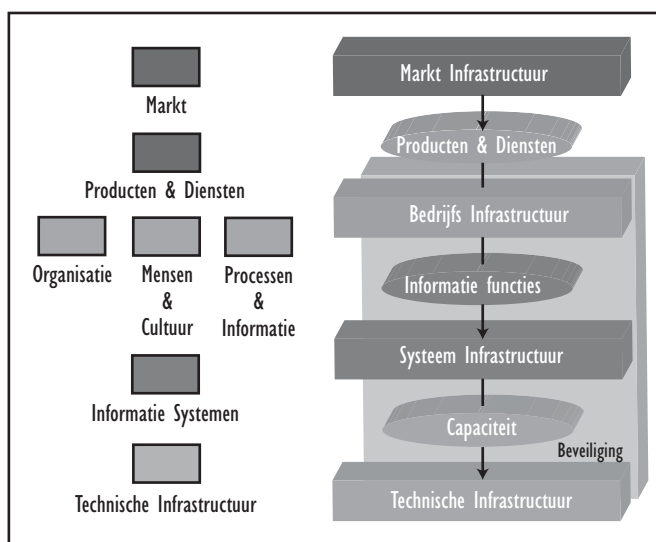 Markt
Producten & Diensten
Organisatie
Mensen
&
Cultuur
Processen
&
Informatie
Informatie Systemen
Technische Infrastructuur
Markt Infrastructuur
Producten & Diensten
Bedrijfs Infrastructuur
Informatie functies
Systeem Infrastructuur
Capaciteit
Beveiliging
Technische Infrastructuur